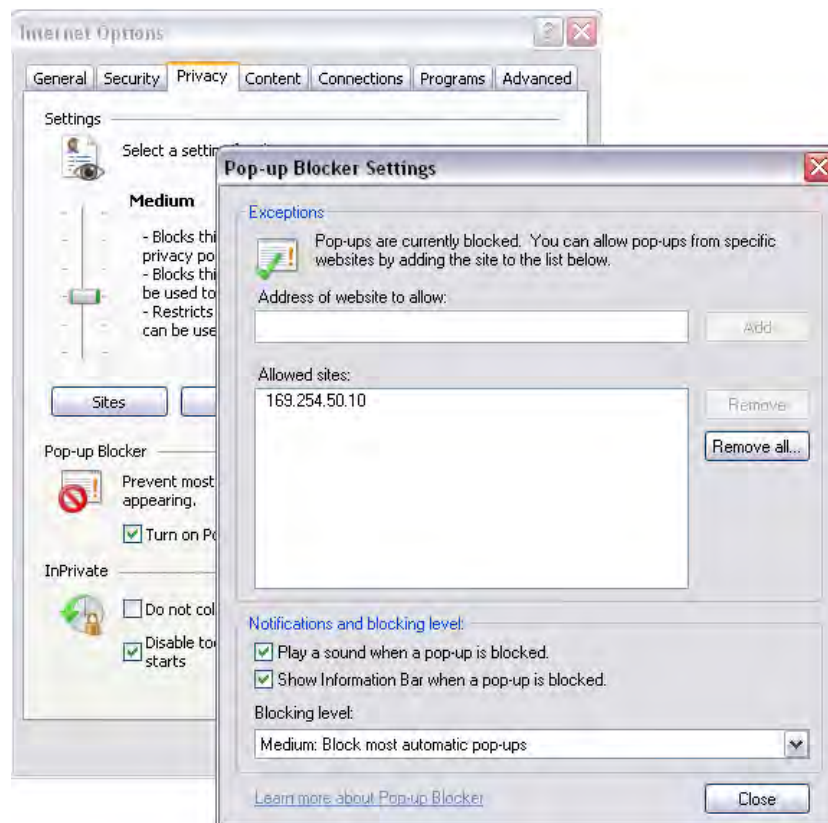 Internet Options
General Security Privacy Content Connections Programs Advanced
Settings
Select a setting
Medium
- Blocks thi
privacy po
- Blocks thi
be used to
- Restricts
can be use
Sites
Pop-up Blocker
Prevent most
appearing.
Turn on Po
InPrivate
Do not col
Disable too
starts
Pop-up Blocker Settings
Exceptions
Pop-ups are currently blocked. You can allow pop-ups from specific
websites by adding the site to the list below.
Address of website to allow:
Add
Allowed sites:
169.254.50.10
Remove
Remove all...
Notifications and blocking level:
Play a sound when a pop-up is blocked.
Show Information Bar when a pop-up is blocked.
Blocking level:
Medium: Block most automatic pop-ups
Learn more about Pop-up Blocker
Close